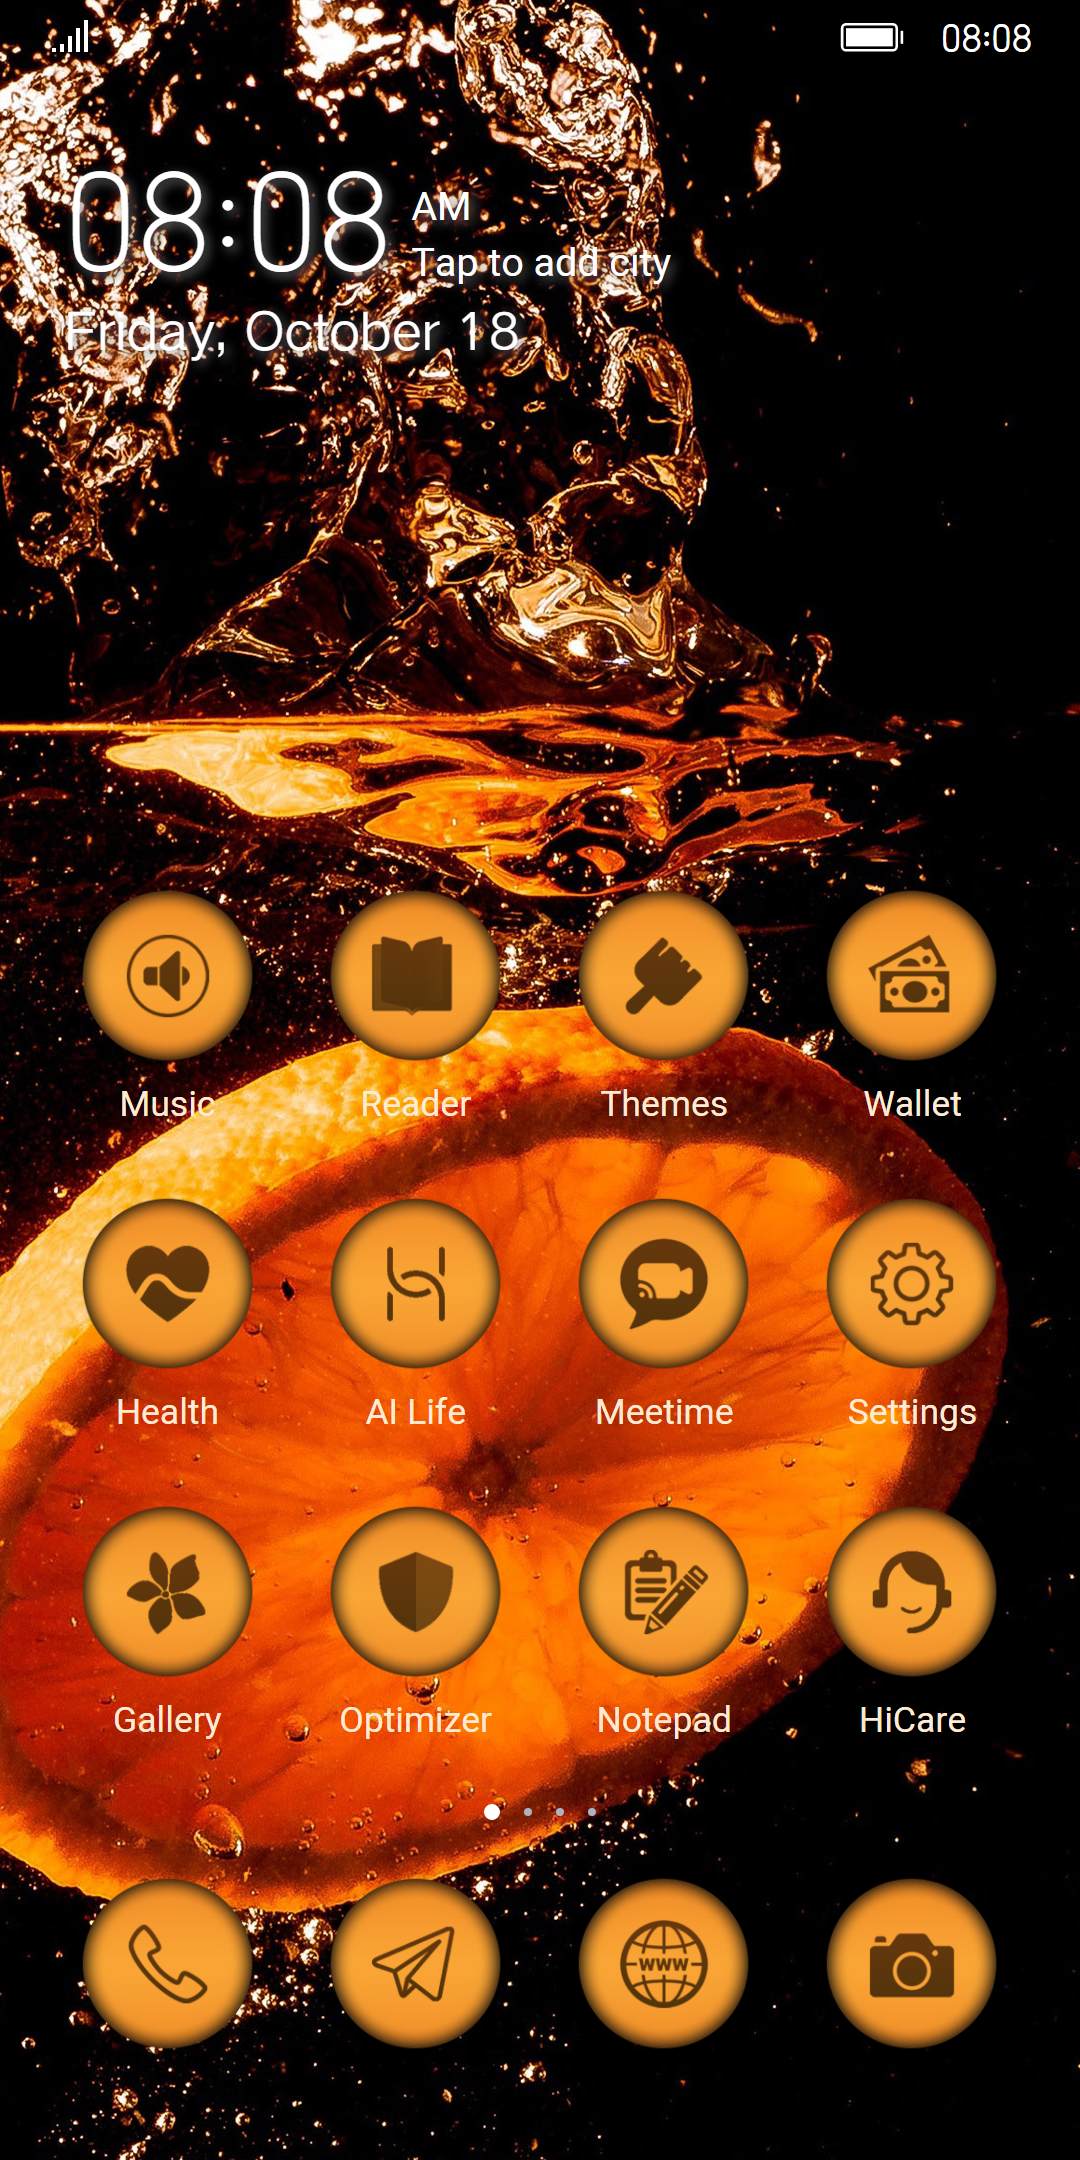 08:08
08:08 AM
Tap to add city
Friday, October 18
Music Reader Themes Wallet
Health AI Life Meetime Settings
Gallery Optimizer Notepad HiCare
www